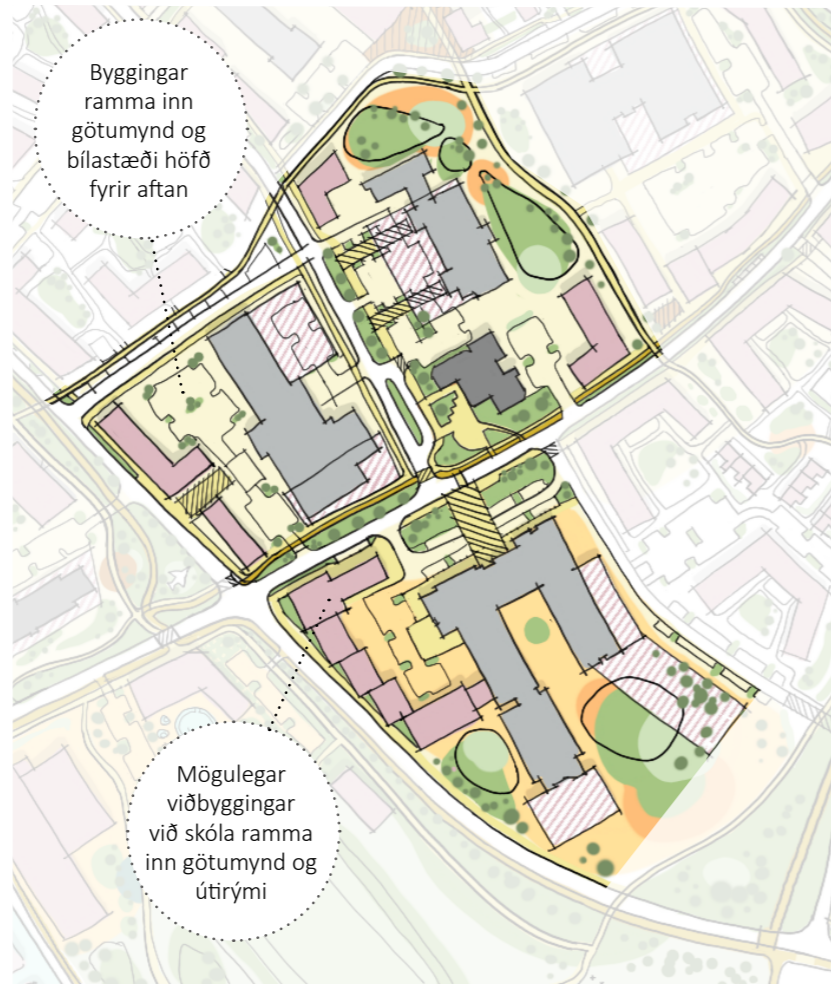 Byggingar
ramma inn
götumynd og
bílastæði höfð
fyrir aftan
Mögulegar
viðbyggingar
við skóla ramma
inn götumynd og
útirými